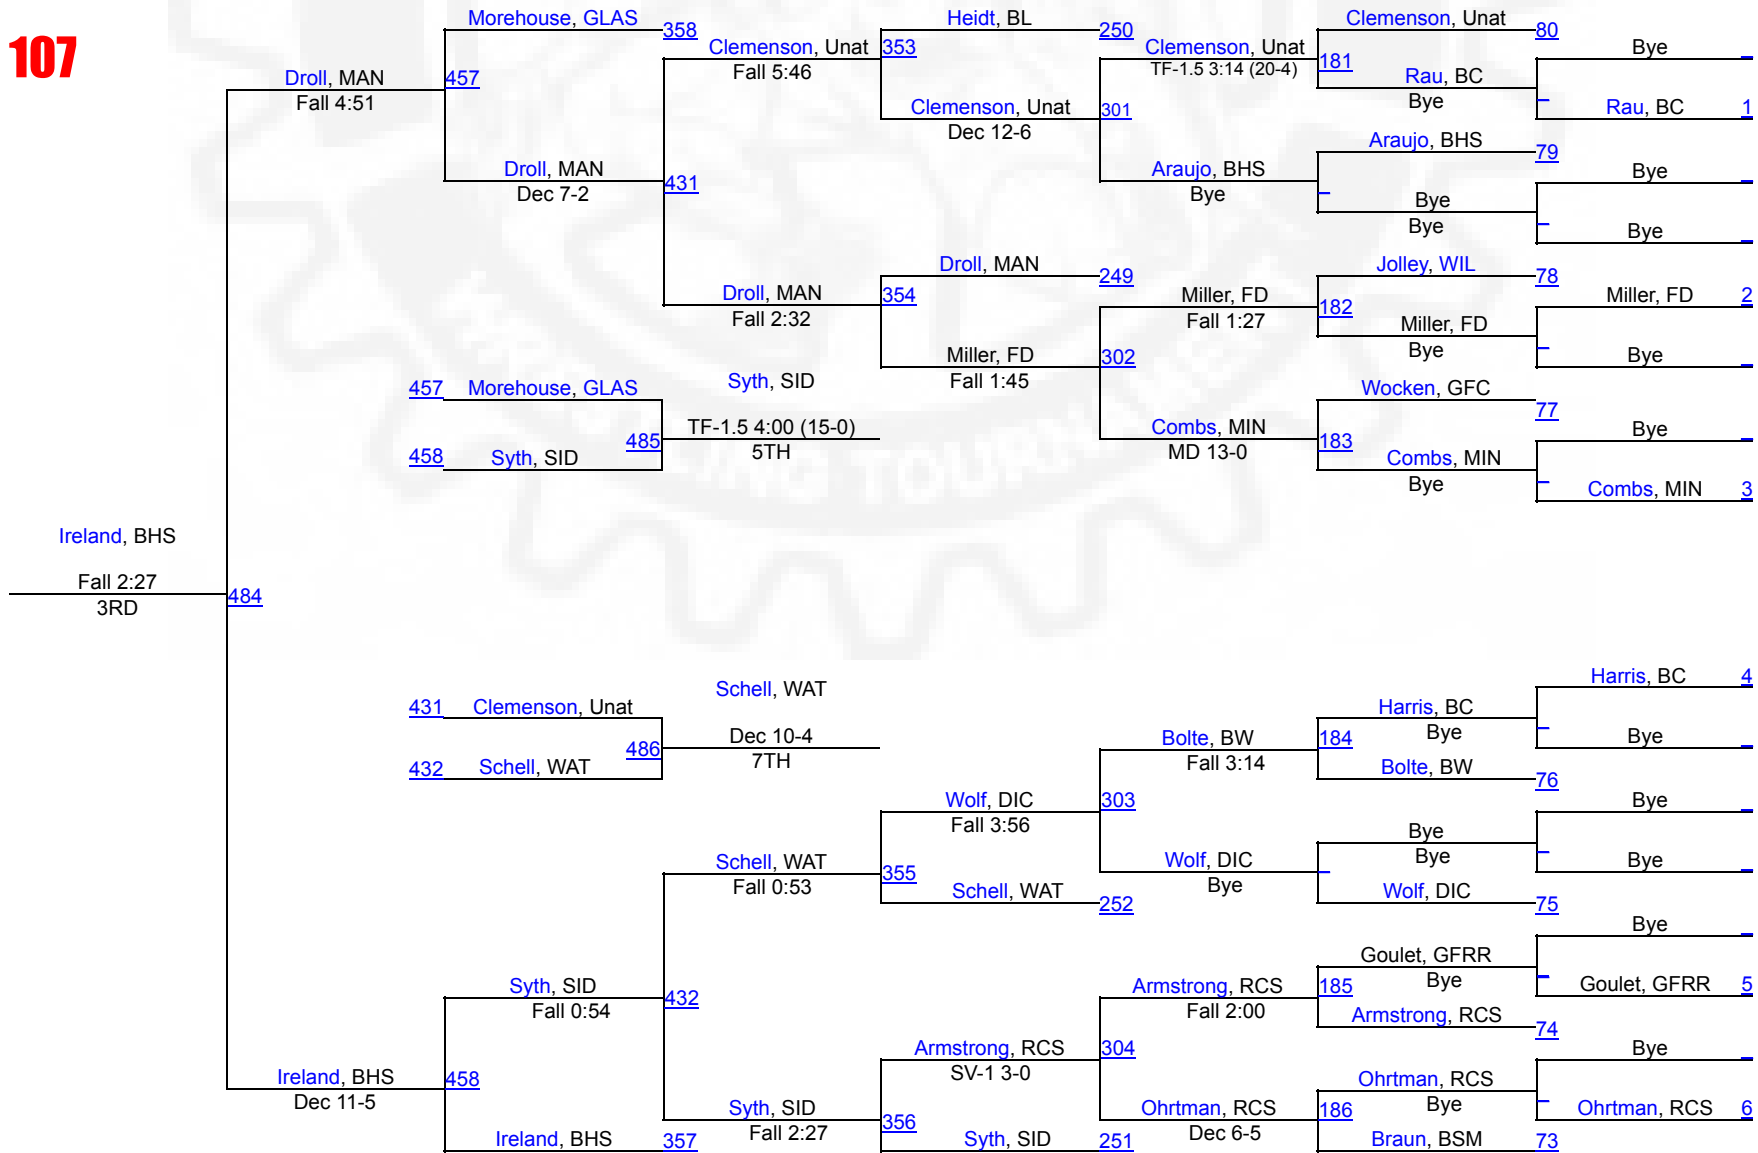 107
Morehouse, GLAS 358
Heidt, BL 250
Clemenson, Unat 80
Clemenson, Unat 353
Fall 5:46
Clemenson, Unat
TF-1.5 3:14 (20-4)
181
Bye
Droll, MAN 457
Fall 4:51
Rau, BC
Bye
Clemenson, Unat 301
Dec 12-6
Rau, BC 1
Araujo, BHS 79
Droll, MAN 431
Dec 7-2
Araujo, BHS
Bye
Bye
Bye
Bye
Bye
Droll, MAN 249
Jolley, WIL 78
Droll, MAN 354
Fall 2:32
Miller, FD 182
Fall 1:27
Miller, FD 2
Miller, FD
Bye
Bye
Miller, FD 302
Fall 1:45
457 Morehouse, GLAS
Syth, SID
Wocken, GFC 77
485 TF-1.5 4:00 (15-0)
5TH
Combs, MIN 183
MD 13-0
Bye
458 Syth, SID
Combs, MIN
Bye
Combs, MIN 3
WRESTLING TOURNAMENT
Ireland, BHS
Fall 2:27 484
3RD
Harris, BC 4
Schell, WAT
431 Clemenson, Unat
Harris, BC
Bye
486 Dec 10-4
7TH
Bolte, BW 184
Fall 3:14
Bye
432 Schell, WAT
Bolte, BW 76
Wolf, DIC 303
Fall 3:56
Bye
Bye
Bye
Schell, WAT 355
Fall 0:53
Wolf, DIC
Bye
Bye
Schell, WAT 252
Wolf, DIC 75
Bye
Goulet, GFRR
Bye
Syth, SID 432
Fall 0:54
Armstrong, RCS 185
Fall 2:00
Goulet, GFRR 5
Armstrong, RCS 74
Armstrong, RCS 304
SV-1 3-0
Bye
Ireland, BHS 458
Dec 11-5
Ohrtman, RCS
Bye
Syth, SID 356
Fall 2:27
Ohrtman, RCS 186
Dec 6-5
Ohrtman, RCS 6
Ireland, BHS 357
Syth, SID 251
Braun, BSM 73